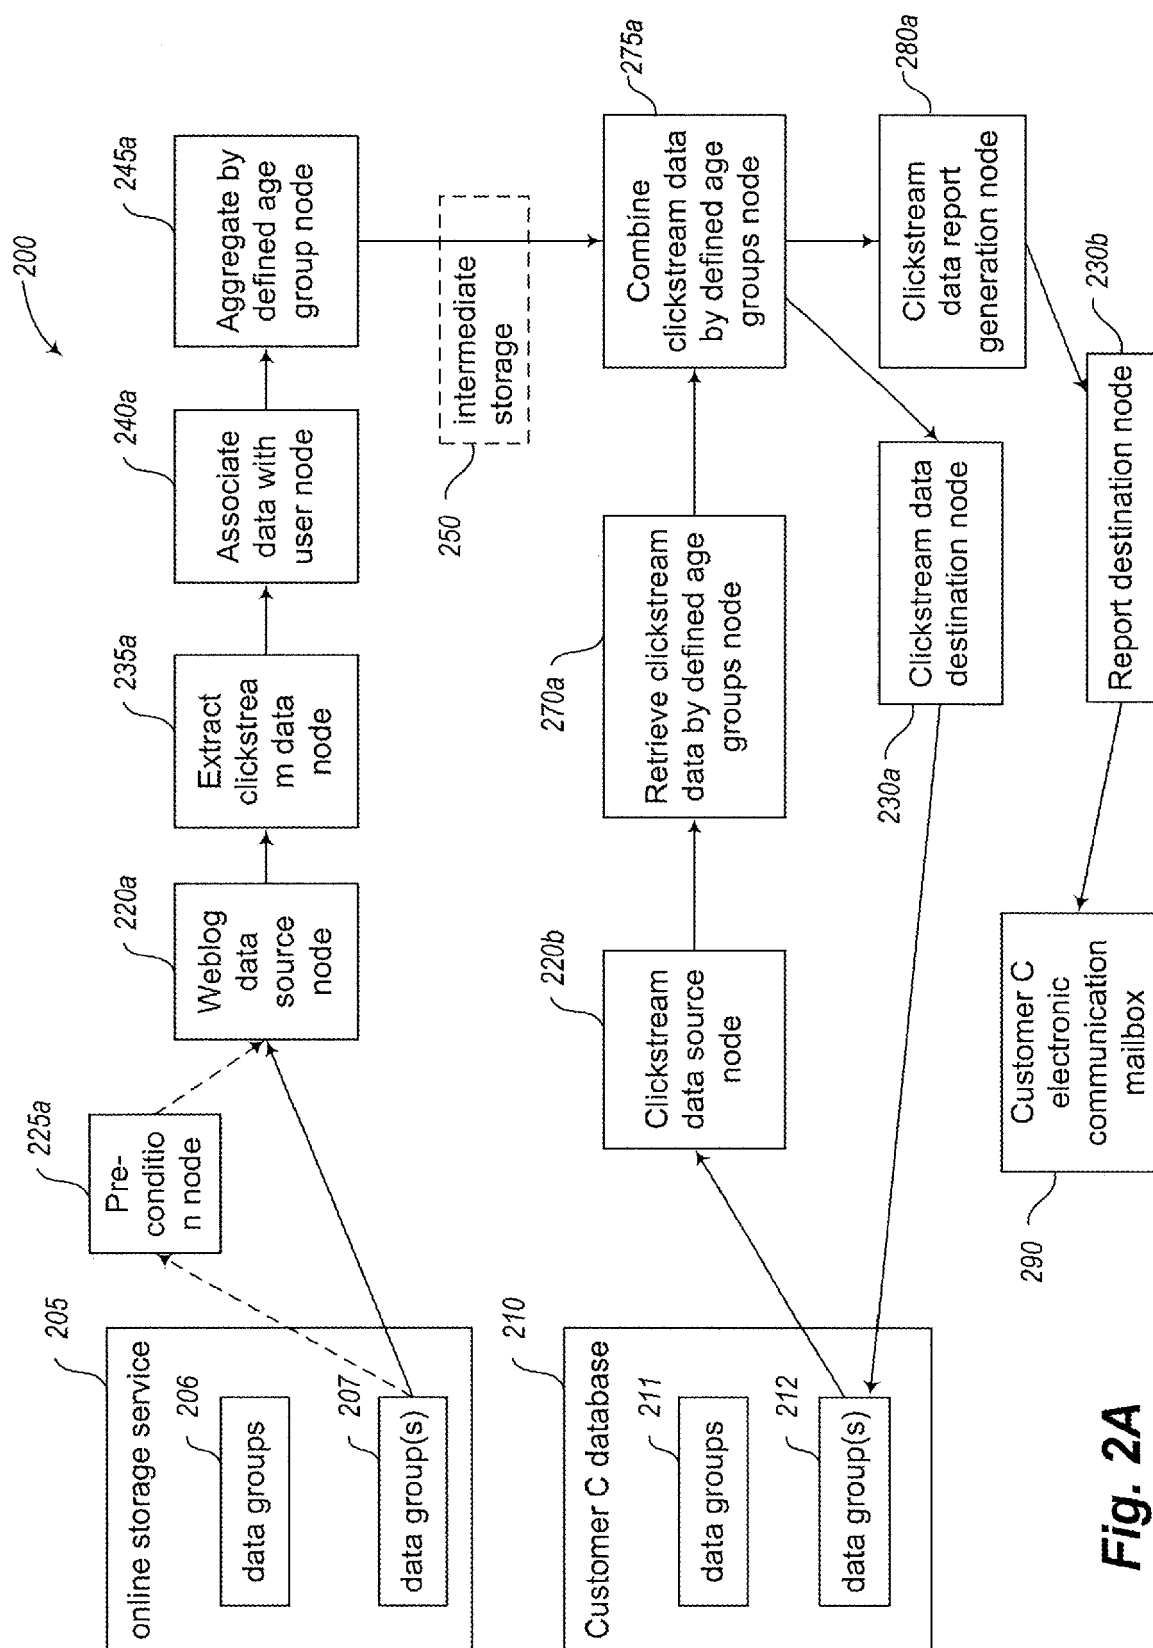 200
205
online storage service
206
data groups
207
data group(s)
225a
Pre-
conditio
n node
220a
Weblog
data
source
node
235a
Extract
clickstrea
m data
node
240a
Associate
data with
user node
245a
Aggregate by
defined age
group node
intermediate
storage
250
210
Customer C database
211
data groups
212
data group(s)
220b
Clickstream
data source
node
270a
Retrieve clickstream
data by defined age
groups node
275a
Combine
clickstream data
by defined age
groups node
230a
Clickstream data
destination node
280a
Clickstream
data report
generation node
290
Customer C
electronic
communication
mailbox
230b
Report destination node
Fig. 2A